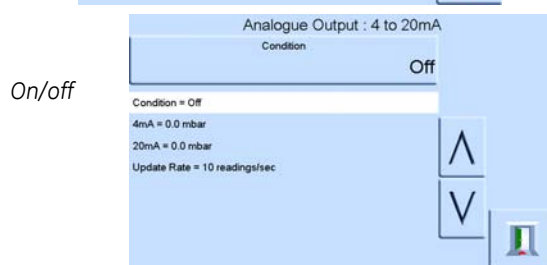 Analogue Output : 4 to 20mA
Condition
Off
On/off
Condition = Off
4mA = 0.0 mbar
20mA = 0.0 mbar
Update Rate = 10 readings/sec